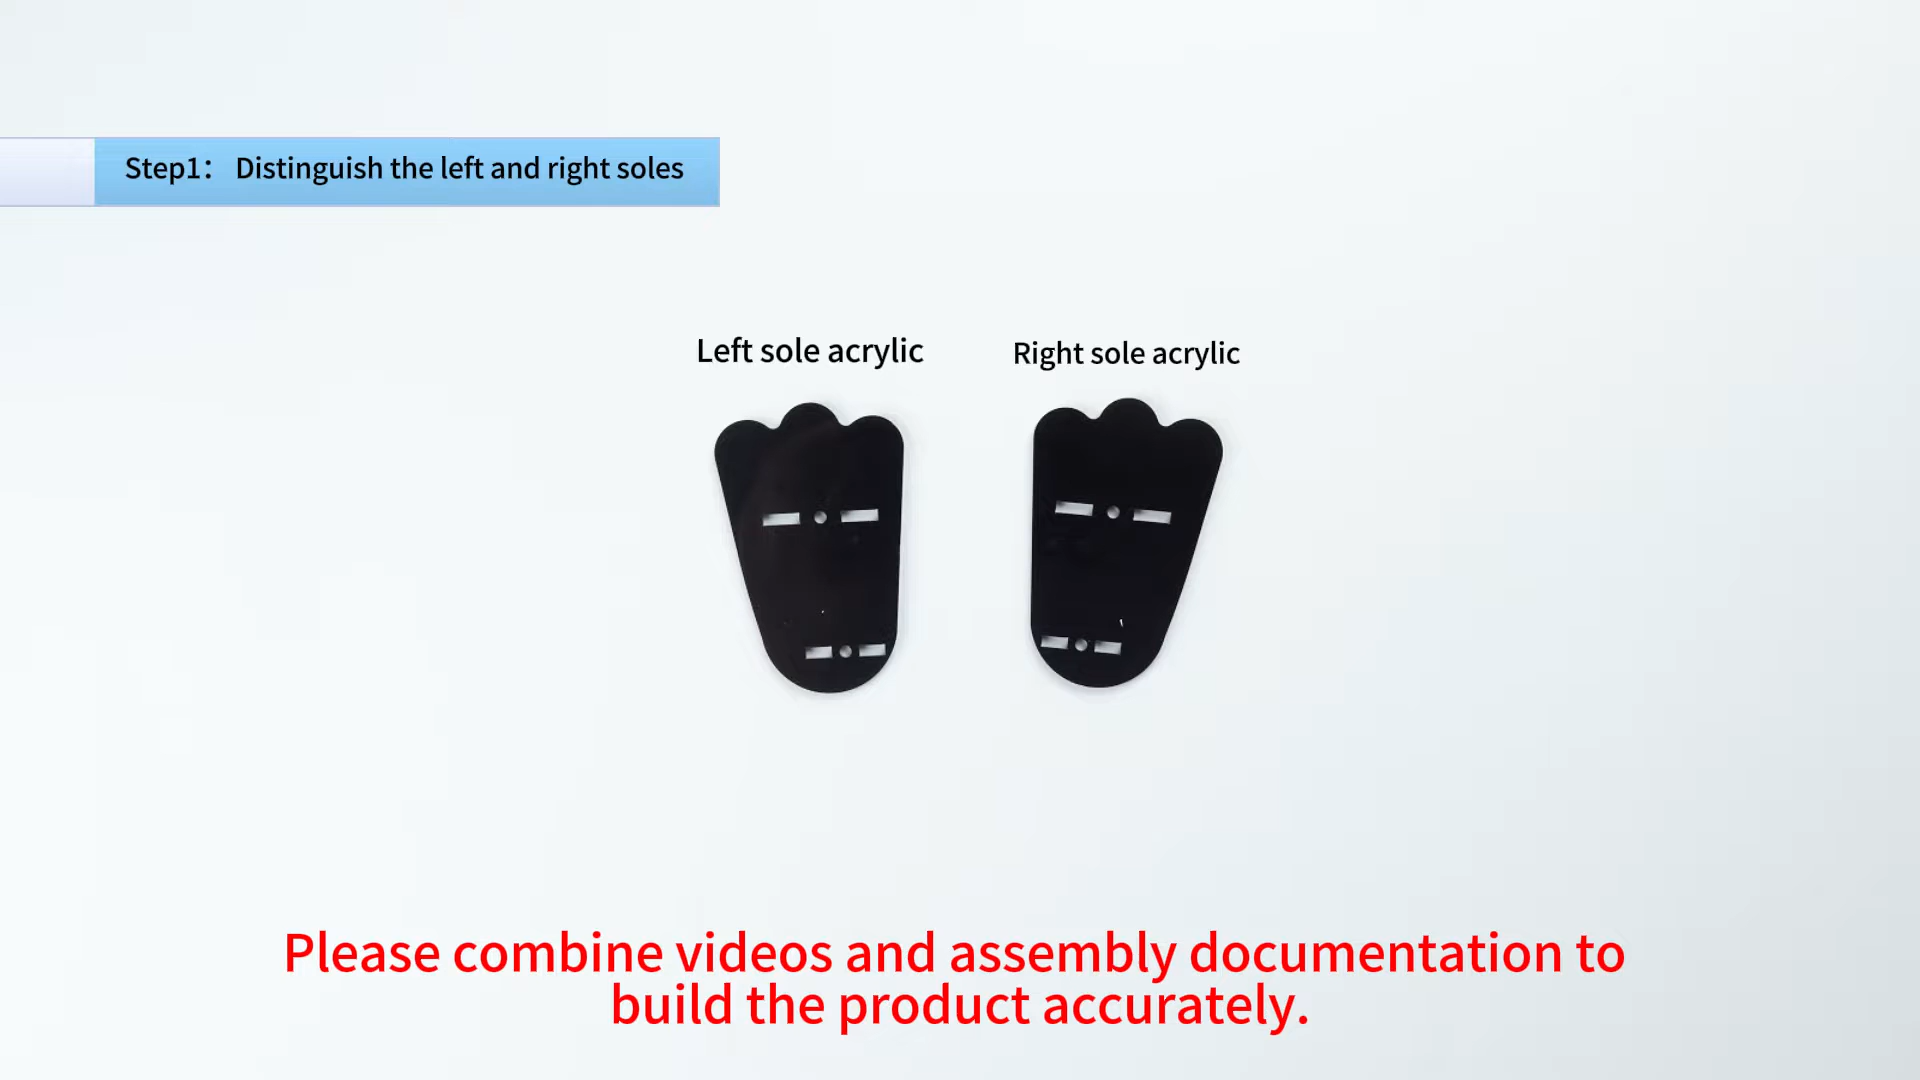 Step1： Distinguish the left and right soles
Left sole acrylic
Right sole acrylic
Please combine videos and assembly documentation to
build the product accurately.